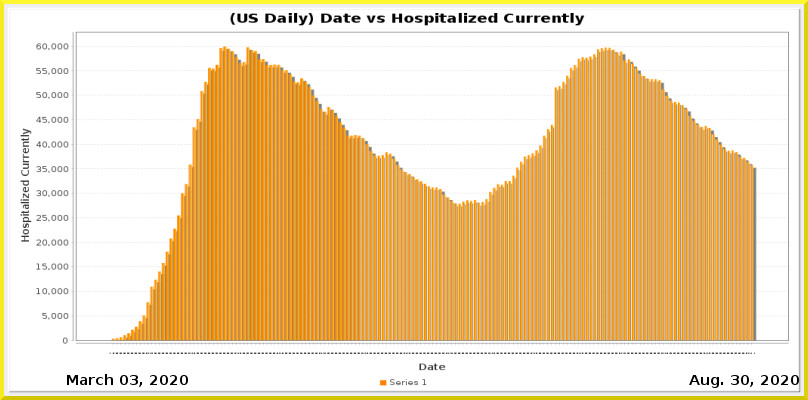 (US Daily) Date vs Hospitalized Currently
60,000
55,000
50,000
45,000
40,000
35,000
30,000
25,000
20,000
15,000
10,000
5,000
0
Hospitalized Currently
Date
March 03, 2020
Aug. 30, 2020
Series 1